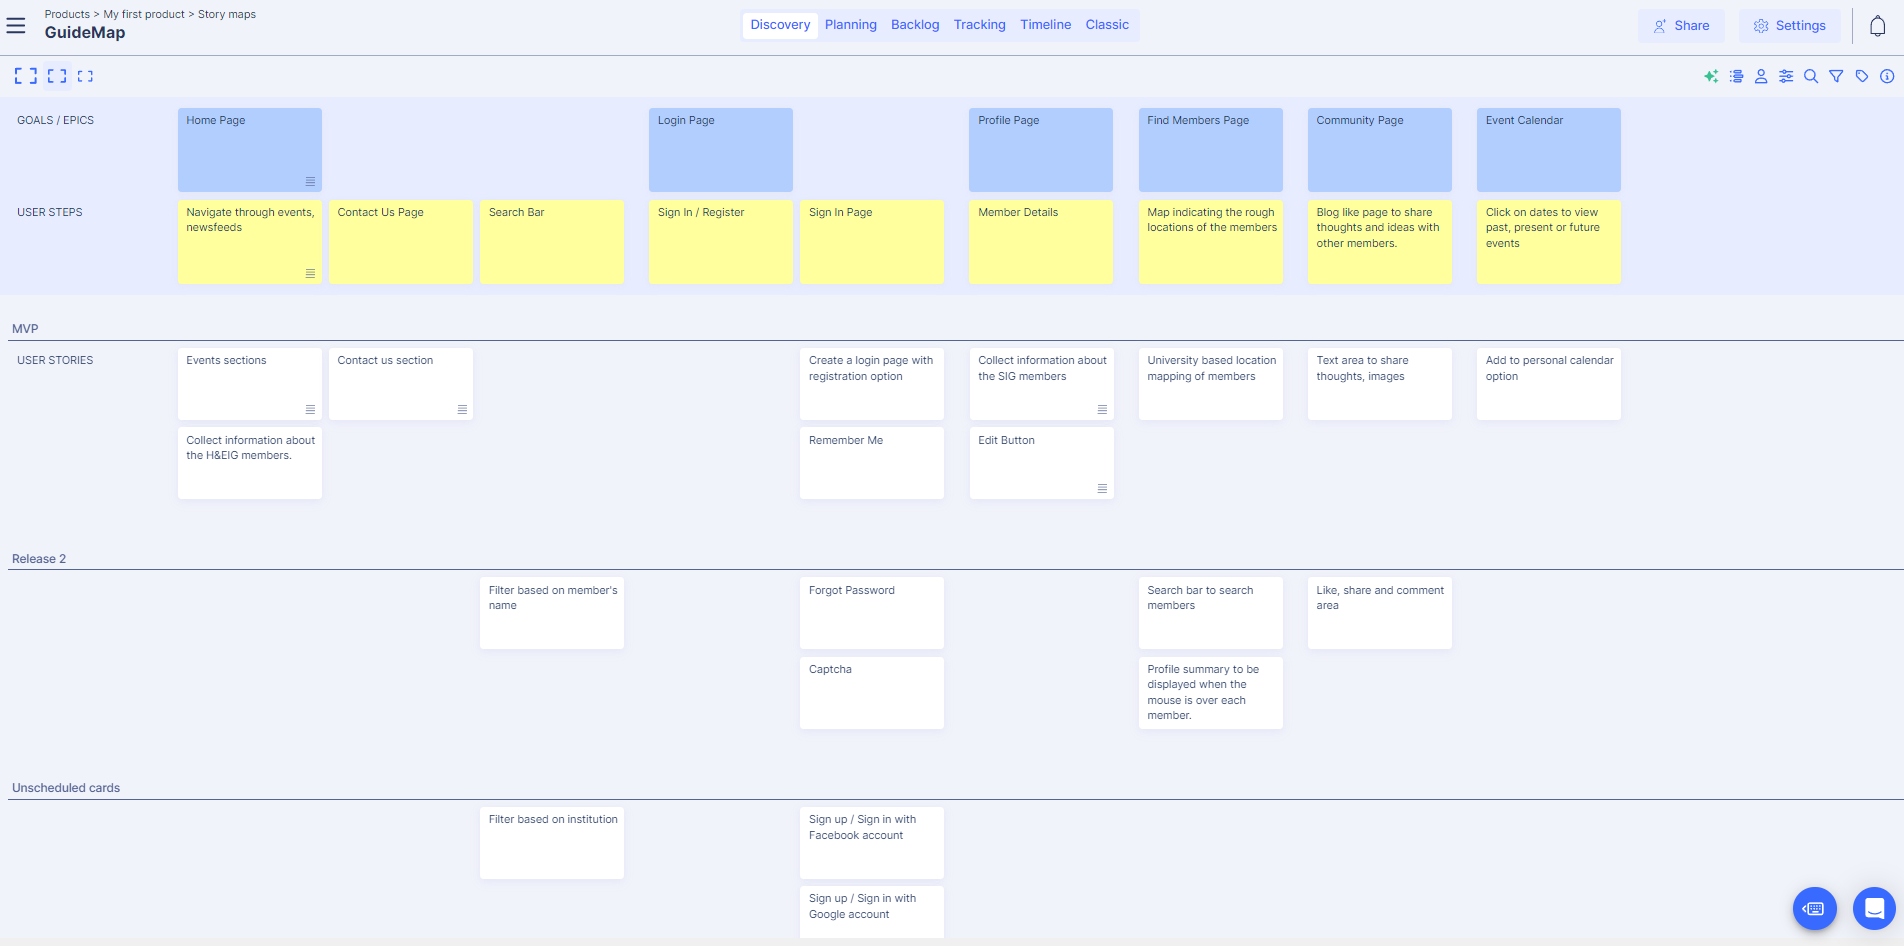 Products > My first product > Story maps
GuideMap
Discovery
Planning
Backlog
Tracking
Timeline
Classic
Share
Settings
GOALS / EPICS
Home Page
Login Page
Profile Page
Find Members Page
Community Page
Event Calendar
USER STEPS
Navigate through events,
newsfeeds
Contact Us Page
Search Bar
Sign In / Register
Sign In Page
Member Details
Map indicating the rough
locations of the members
Blog like page to share
thoughts and ideas with
other members.
Click on dates to view
past, present or future
events
MVP
USER STORIES
Events sections
Contact us section
Create a login page with
registration option
Collect information about
the SIG members
University based location
mapping of members
Text area to share
thoughts, images
Add to personal calendar
option
Collect information about
the H&EIG members.
Remember Me
Edit Button
Release 2
Filter based on member's
name
Forgot Password
Search bar to search
members
Like, share and comment
area
Captcha
Profile summary to be
displayed when the
mouse is over each
member.
Unscheduled cards
Filter based on institution
Sign up / Sign in with
Facebook account
Sign up / Sign in with
Google account